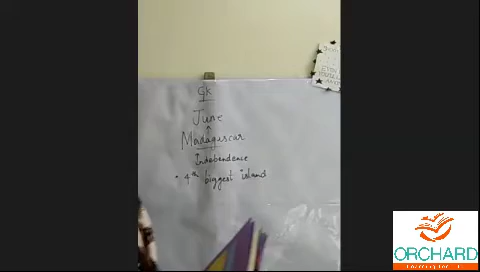 GK
June
Madagascar
Independence
• 4th biggest island
ORCHARD